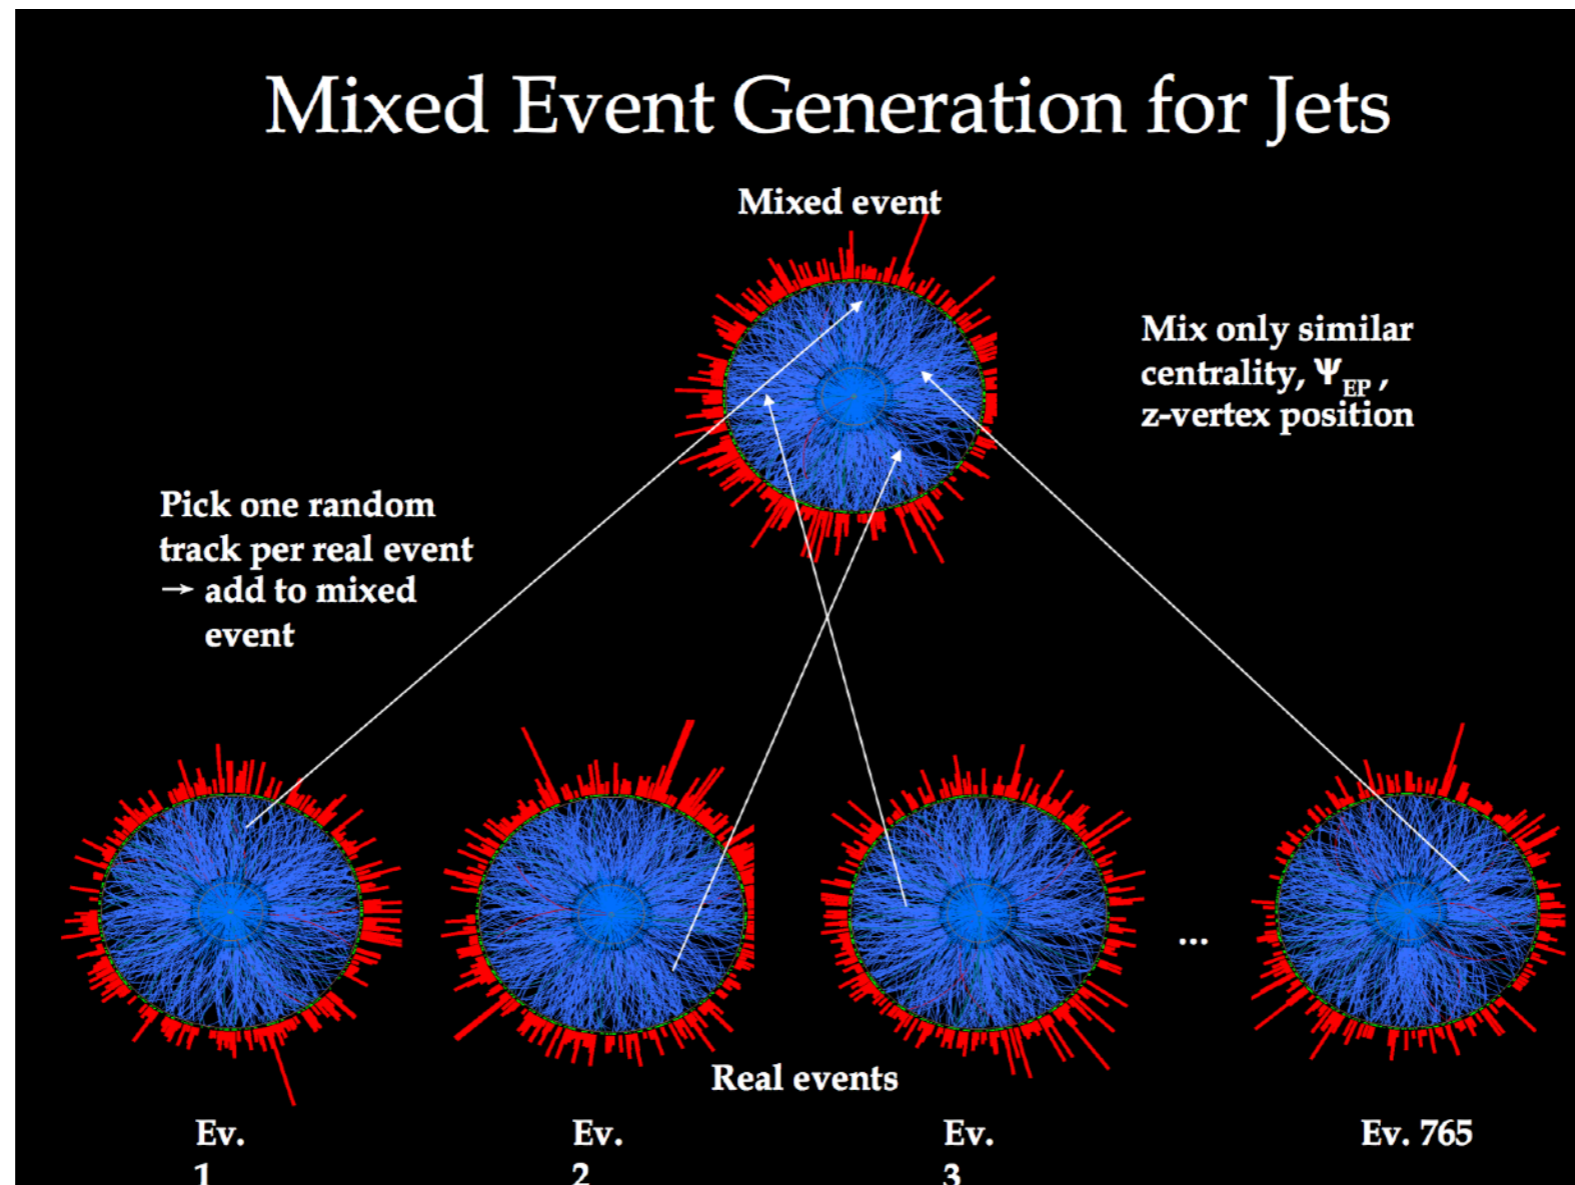 Mixed Event Generation for Jets
Mixed event
Mix only similar
centrality, Ψ_EP ,
z-vertex position
Pick one random
track per real event
→ add to mixed
event
...
Real events
Ev.
1
Ev.
2
Ev.
3
Ev. 765